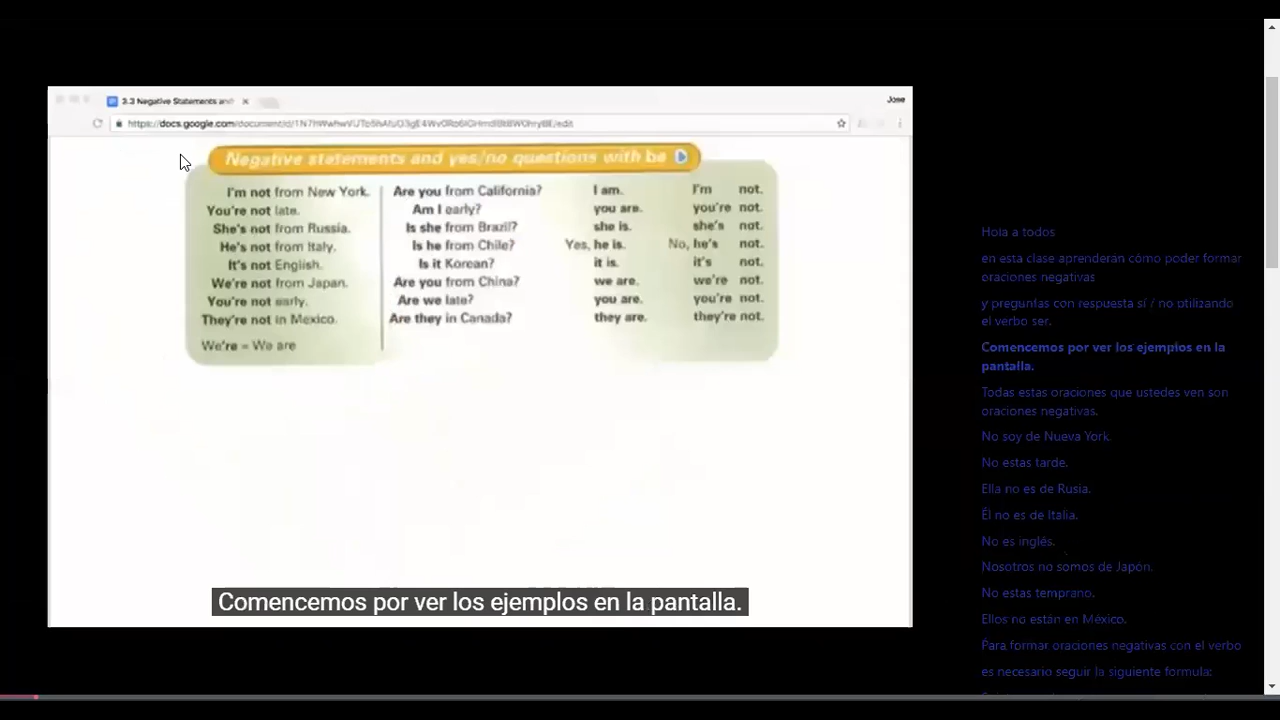 3.3 Negative Statements and
Jose
Negative statements and yes/no questions with be
I'm not from New York.
You're not late.
She's not from Russia.
He's not from Italy.
It's not English.
We're not from Japan.
You're not early.
They're not in Mexico.
We're = We are
Are you from California?
Am I early?
Is she from Brazil?
Is he from Chile?
Is it Korean?
Are you from China?
Are we late?
Are they in Canada?
I am.
you are.
she is.
Yes, he is.
it is.
we are.
you are.
they are.
I'm not.
you're not.
she's not.
No, he's not.
it's not.
we're not.
you're not.
they're not.
Comencemos por ver los ejemplos en la pantalla.
Hola a todos
en esta clase aprenderán cómo poder formar
oraciones negativas
y preguntas con respuesta sí / no utilizando
el verbo ser.
Comencemos por ver los ejemplos en la
pantalla.
Todas estas oraciones que ustedes ven son
oraciones negativas.
No soy de Nueva York.
No estas tarde.
Ella no es de Rusia.
Él no es de Italia.
No es inglés.
Nosotros no somos de Japón.
No estas temprano.
Ellos no están en México.
Para formar oraciones negativas con el verbo
es necesario seguir la siguiente formula: